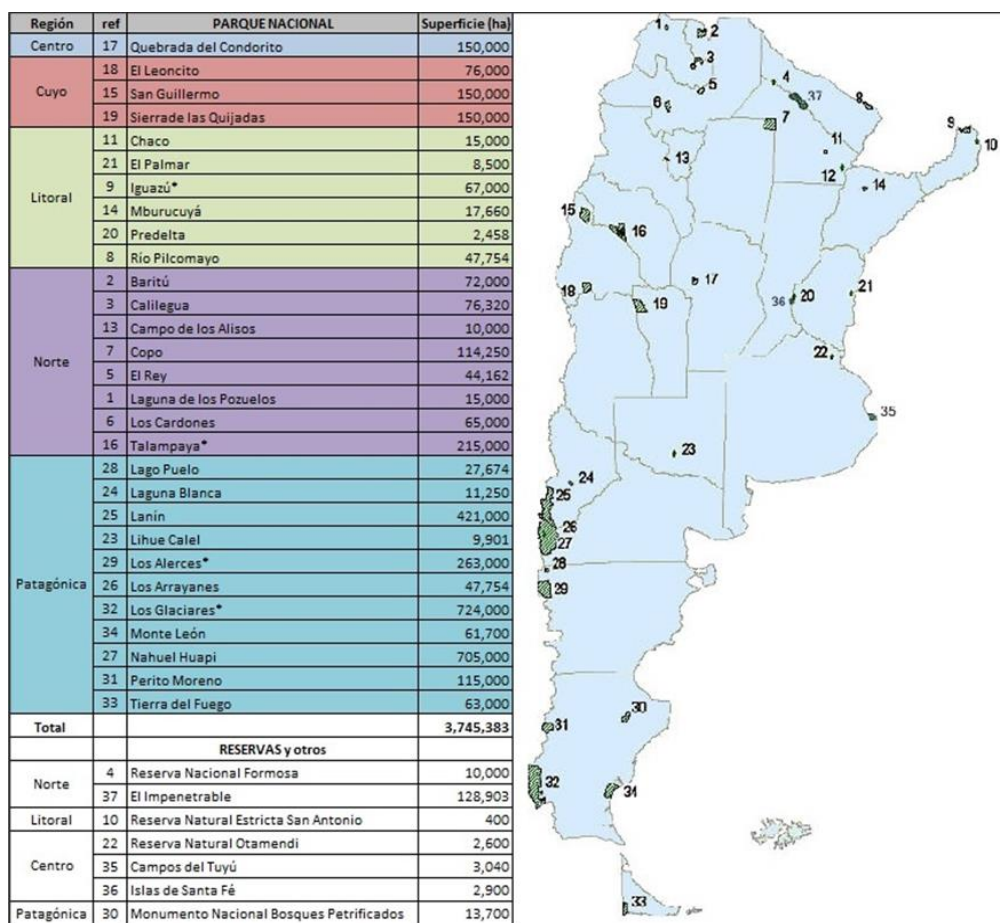 Región ref PARQUE NACIONAL Superficie (ha)
Centro 17 Quebrada del Condorito 150,000
Cuyo
18 El Leoncito 76,000
15 San Guillermo 150,000
19 Sierrade las Quijadas 150,000
Litoral
11 Chaco 15,000
21 El Palmar 8,500
9 Iguazú* 67,000
14 Mburucuyá 17,660
20 Predelta 2,458
8 Río Pilcomayo 47,754
Norte
2 Baritú 72,000
3 Calilegua 76,320
13 Campo de los Alisos 10,000
7 Copo 114,250
5 El Rey 44,162
1 Laguna de los Pozuelos 15,000
6 Los Cardones 65,000
16 Talampaya* 215,000
Patagónica
28 Lago Puelo 27,674
24 Laguna Blanca 11,250
25 Lanín 421,000
23 Lihue Calel 9,901
29 Los Alerces* 263,000
26 Los Arrayanes 47,754
32 Los Glaciares* 724,000
34 Monte León 61,700
27 Nahuel Huapi 705,000
31 Perito Moreno 115,000
33 Tierra del Fuego 63,000
Total 3,745,383
RESERVAS y otros
Norte
4 Reserva Nacional Formosa 10,000
37 El Impenetrable 128,903
Litoral 10 Reserva Natural Estricta San Antonio 400
Centro
22 Reserva Natural Otamendi 2,600
35 Campos del Tuyú 3,040
36 Islas de Santa Fé 2,900
Patagónica 30 Monumento Nacional Bosques Petrificados 13,700
1
2
3
4
5
37
8
6
7
9
10
11
12
13
14
15
16
17
18
19
36
20
21
22
35
23
24
25
26
27
28
29
30
31
32
34
33